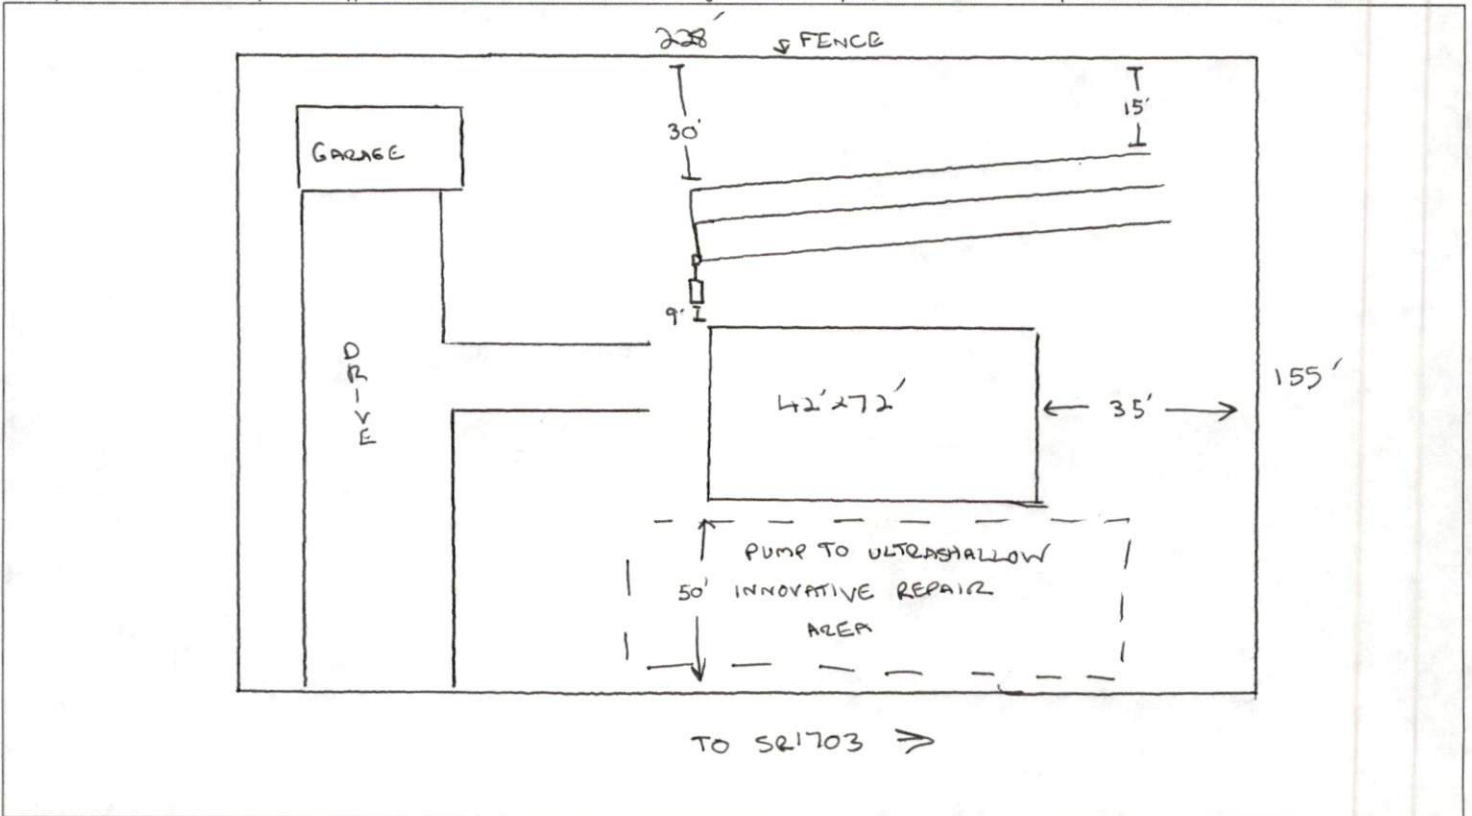 228'
FENCE
30'
15'
GARAGE
9'
DRIVE
42'x72'
35'
155'
PUMP TO ULTRASHALLOW
50' INNOVATIVE REPAIR
AREA
TO SR1703